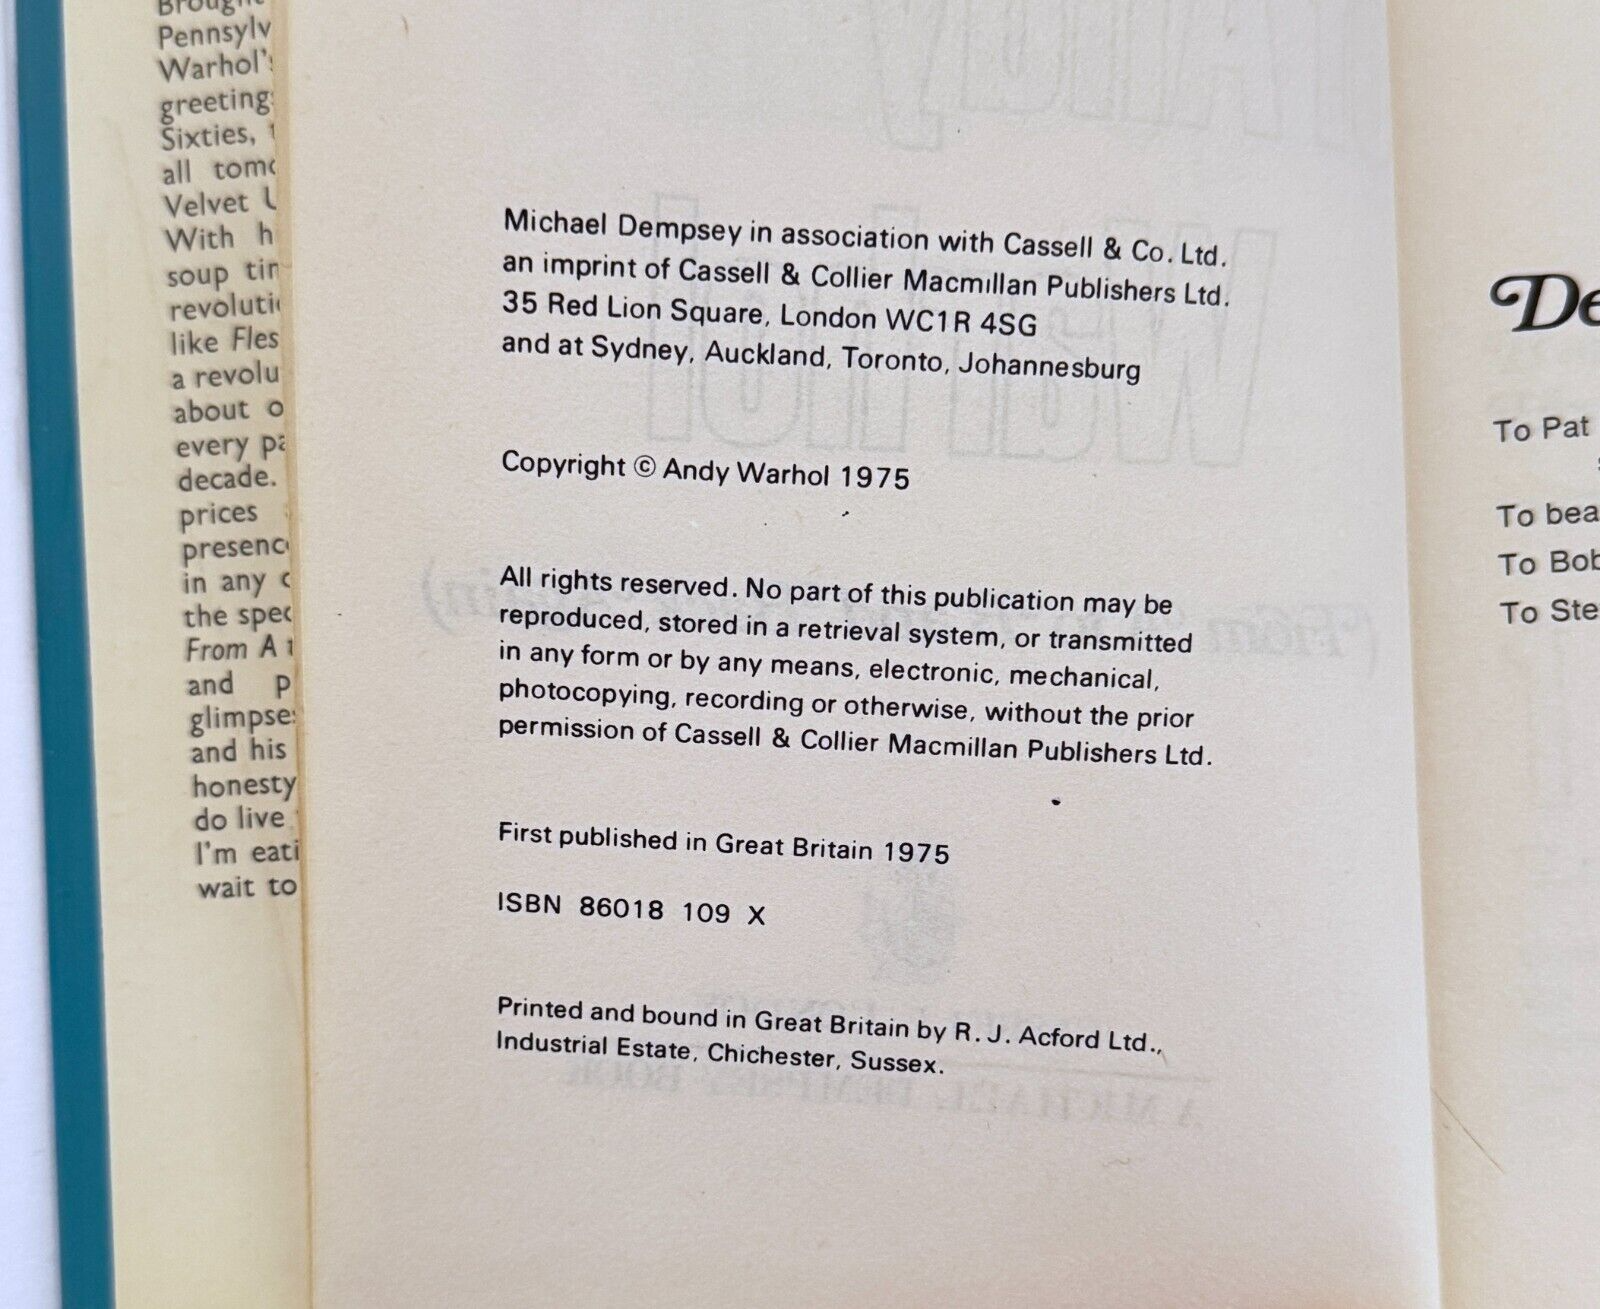 Pennsylv
Warhol's
greeting
Sixties,
all
Velvet
With h
soup
like Fles
a revolu
about o
every
decade.
prices
presenc
in any
the spec
From A
and p
glimpses
and his
honesty
do live
I'm eati
wait to
Michael Dempsey in association with Cassell & Co. Ltd.
an imprint of Cassell & Collier Macmillan Publishers Ltd.
35 Red Lion Square, London WC1R 4SG
and at Sydney, Auckland, Toronto, Johannesburg
Copyright © Andy Warhol 1975
All rights reserved. No part of this publication may be
reproduced, stored in a retrieval system, or transmitted
in any form or by any means, electronic, mechanical,
photocopying, recording or otherwise, without the prior
permission of Cassell & Collier Macmillan Publishers Ltd.
First published in Great Britain 1975
ISBN 86018 109 X
Printed and bound in Great Britain by R. J. Acford Ltd.,
Industrial Estate, Chichester, Sussex.
De
To Pat
To bea
To Bob
To Ste